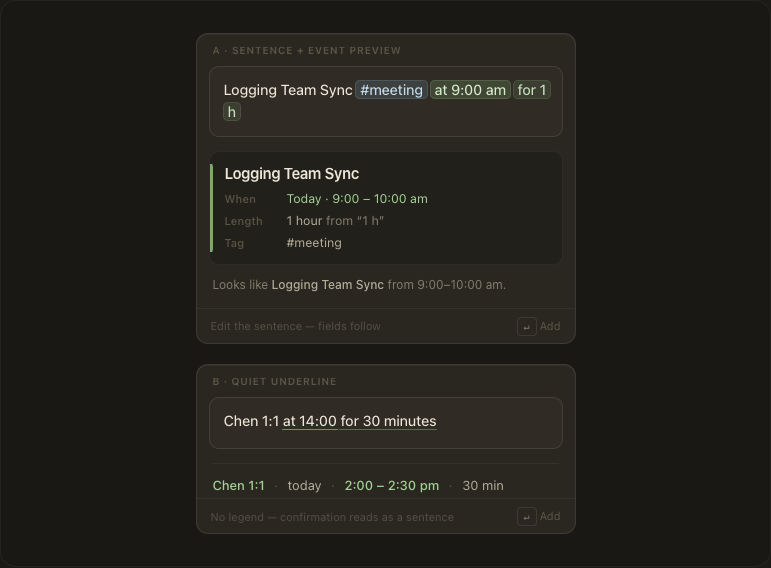 A · SENTENCE + EVENT PREVIEW
Logging Team Sync #meeting at 9:00 am for 1
h
Logging Team Sync
When Today · 9:00 – 10:00 am
Length 1 hour from “1 h”
Tag #meeting
Looks like Logging Team Sync from 9:00–10:00 am.
Edit the sentence — fields follow ↵ Add
B · QUIET UNDERLINE
Chen 1:1 at 14:00 for 30 minutes
Chen 1:1 · today · 2:00 – 2:30 pm · 30 min
No legend — confirmation reads as a sentence ↵ Add